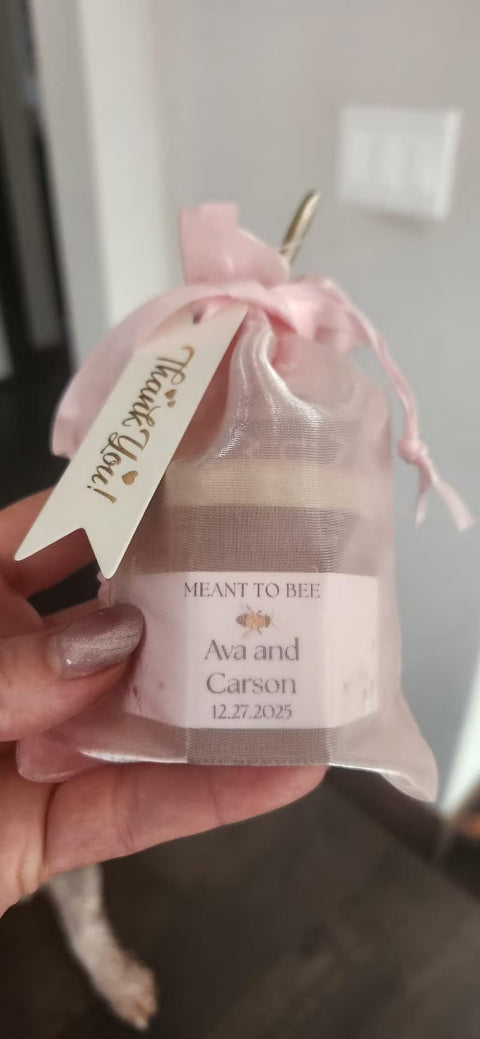 Thank You!
MEANT TO BEE
Ava and
Carson
12.27.2025